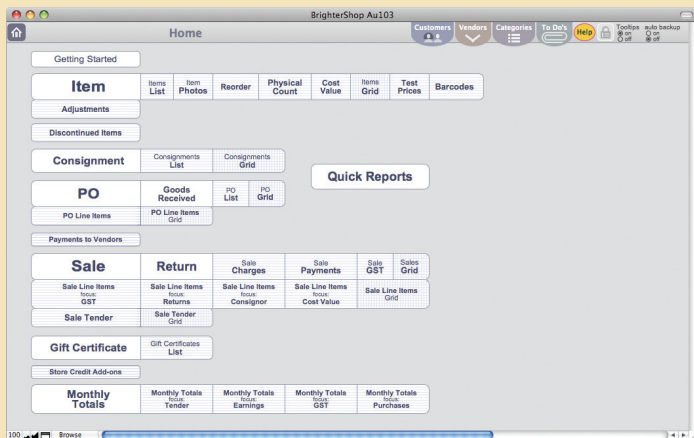 BrighterShop Au103
Home
Customers
Vendors
Categories
To Do's
Help
Tooltips
on
off
auto backup
on
off
Getting Started
Item
Items
List
Item
Photos
Reorder
Physical
Count
Cost
Value
Items
Grid
Test
Prices
Barcodes
Adjustments
Discontinued Items
Consignment
Consignments
List
Consignments
Grid
Quick Reports
PO
Goods
Received
PO
List
PO
Grid
PO Line Items
PO Line Items
Grid
Payments to Vendors
Sale
Return
Sale
Charges
Sale
Payments
Sale
GST
Sales
Grid
Sale Line Items
focus:
GST
Sale Line Items
focus:
Returns
Sale Line Items
focus:
Consignor
Sale Line Items
focus:
Cost Value
Sale Line Items
Grid
Sale Tender
Sale Tender
Grid
Gift Certificate
Gift Certificates
List
Store Credit Add-ons
Monthly
Totals
Monthly Totals
focus:
Tender
Monthly Totals
focus:
Earnings
Monthly Totals
focus:
GST
Monthly Totals
focus:
Purchases
100
Browse